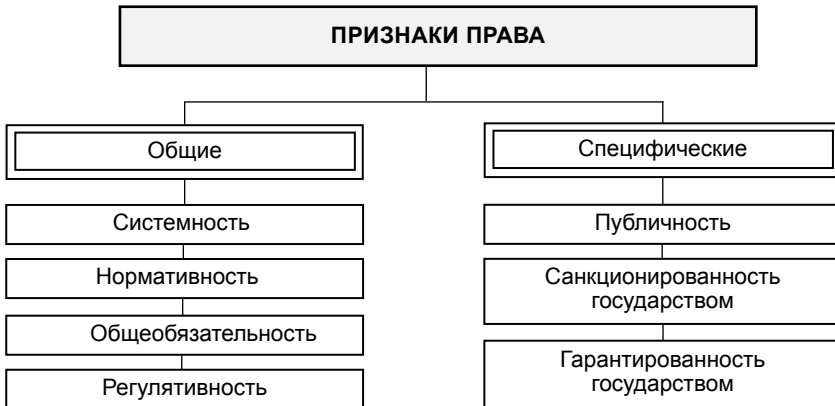 ПРИЗНАКИ ПРАВА
Общие
Системность
Нормативность
Общеобязательность
Регулятивность
Специфические
Публичность
Санкционированность
государством
Гарантированность
государством